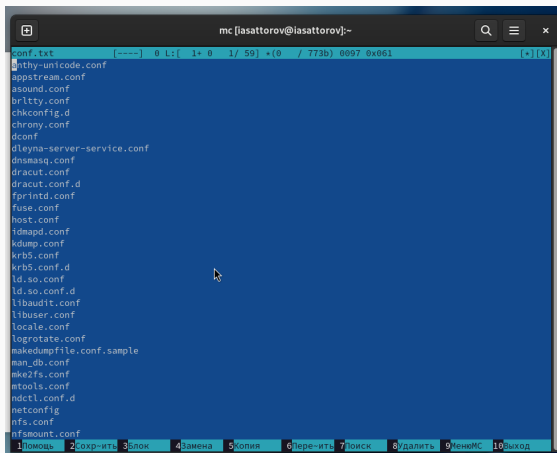 mc [iasattorov@iasattorov]:~
conf.txt [----] 0 L:[ 1+ 0 1/ 59] *(0 / 773b) 0097 0x061 [*][X]
anthy-unicode.conf
appstream.conf
asound.conf
brltty.conf
chkconfig.d
chrony.conf
dconf
dleyna-server-service.conf
dnsmasq.conf
dracut.conf
dracut.conf.d
fprintd.conf
fuse.conf
host.conf
idmapd.conf
kdump.conf
krb5.conf
krb5.conf.d
ld.so.conf
ld.so.conf.d
libaudit.conf
libuser.conf
locale.conf
logrotate.conf
makedumpfile.conf.sample
man_db.conf
mke2fs.conf
mtools.conf
ndctl.conf.d
netconfig
nfs.conf
nfsmount.conf
1Помощь 2Сохр-ить 3Блок 4Замена 5Копия 6Пере-ить 7Поиск 8Удалить 9МенюMC 10Выход